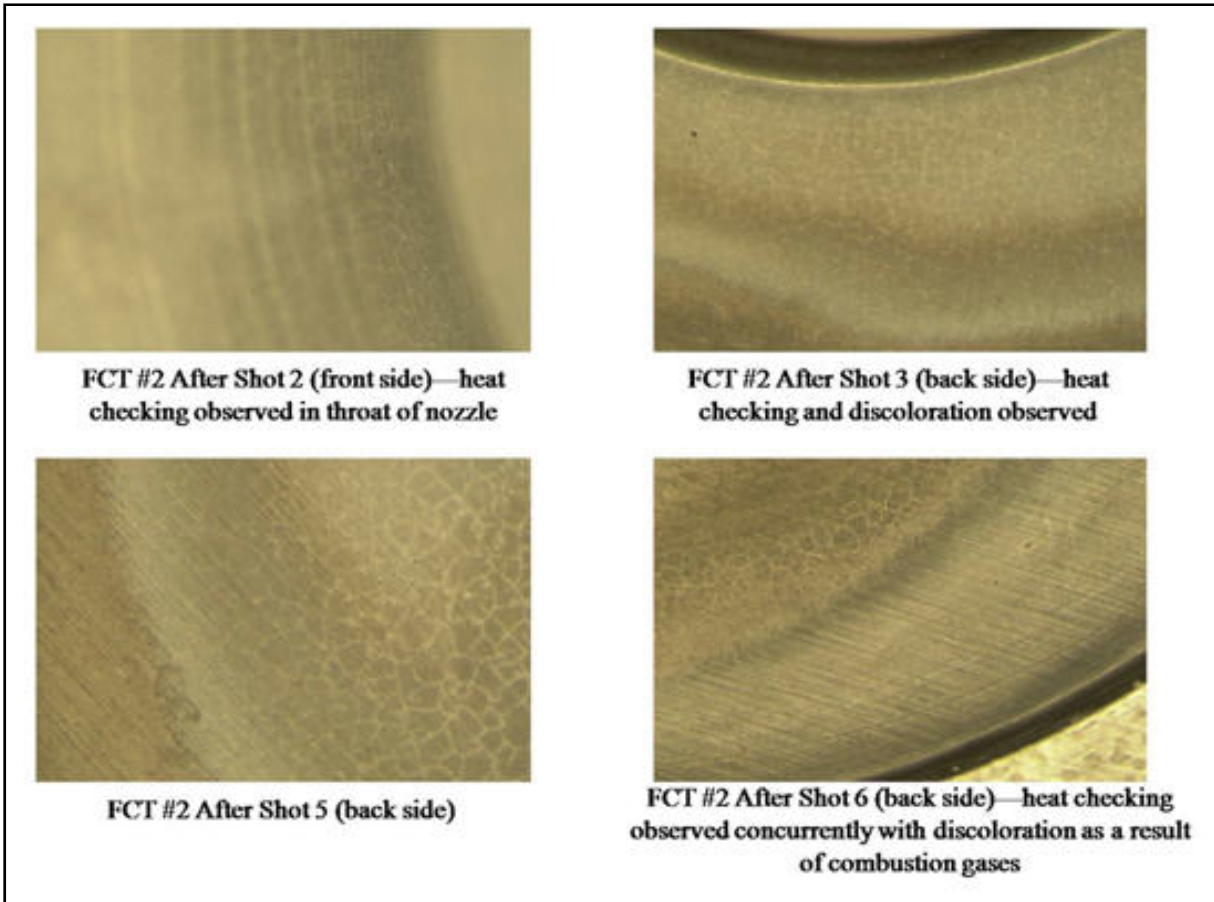 FCT #2 After Shot 2 (front side)—heat
checking observed in throat of nozzle
FCT #2 After Shot 3 (back side)—heat
checking and discoloration observed
FCT #2 After Shot 5 (back side)
FCT #2 After Shot 6 (back side)—heat checking
observed concurrently with discoloration as a result
of combustion gases